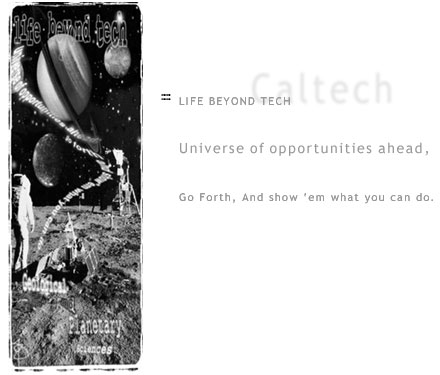 life beyond tech
Caltech
LIFE BEYOND TECH
Universe of opportunities ahead,
Go Forth, And show 'em what you can do.
Geological
Planetary
sciences